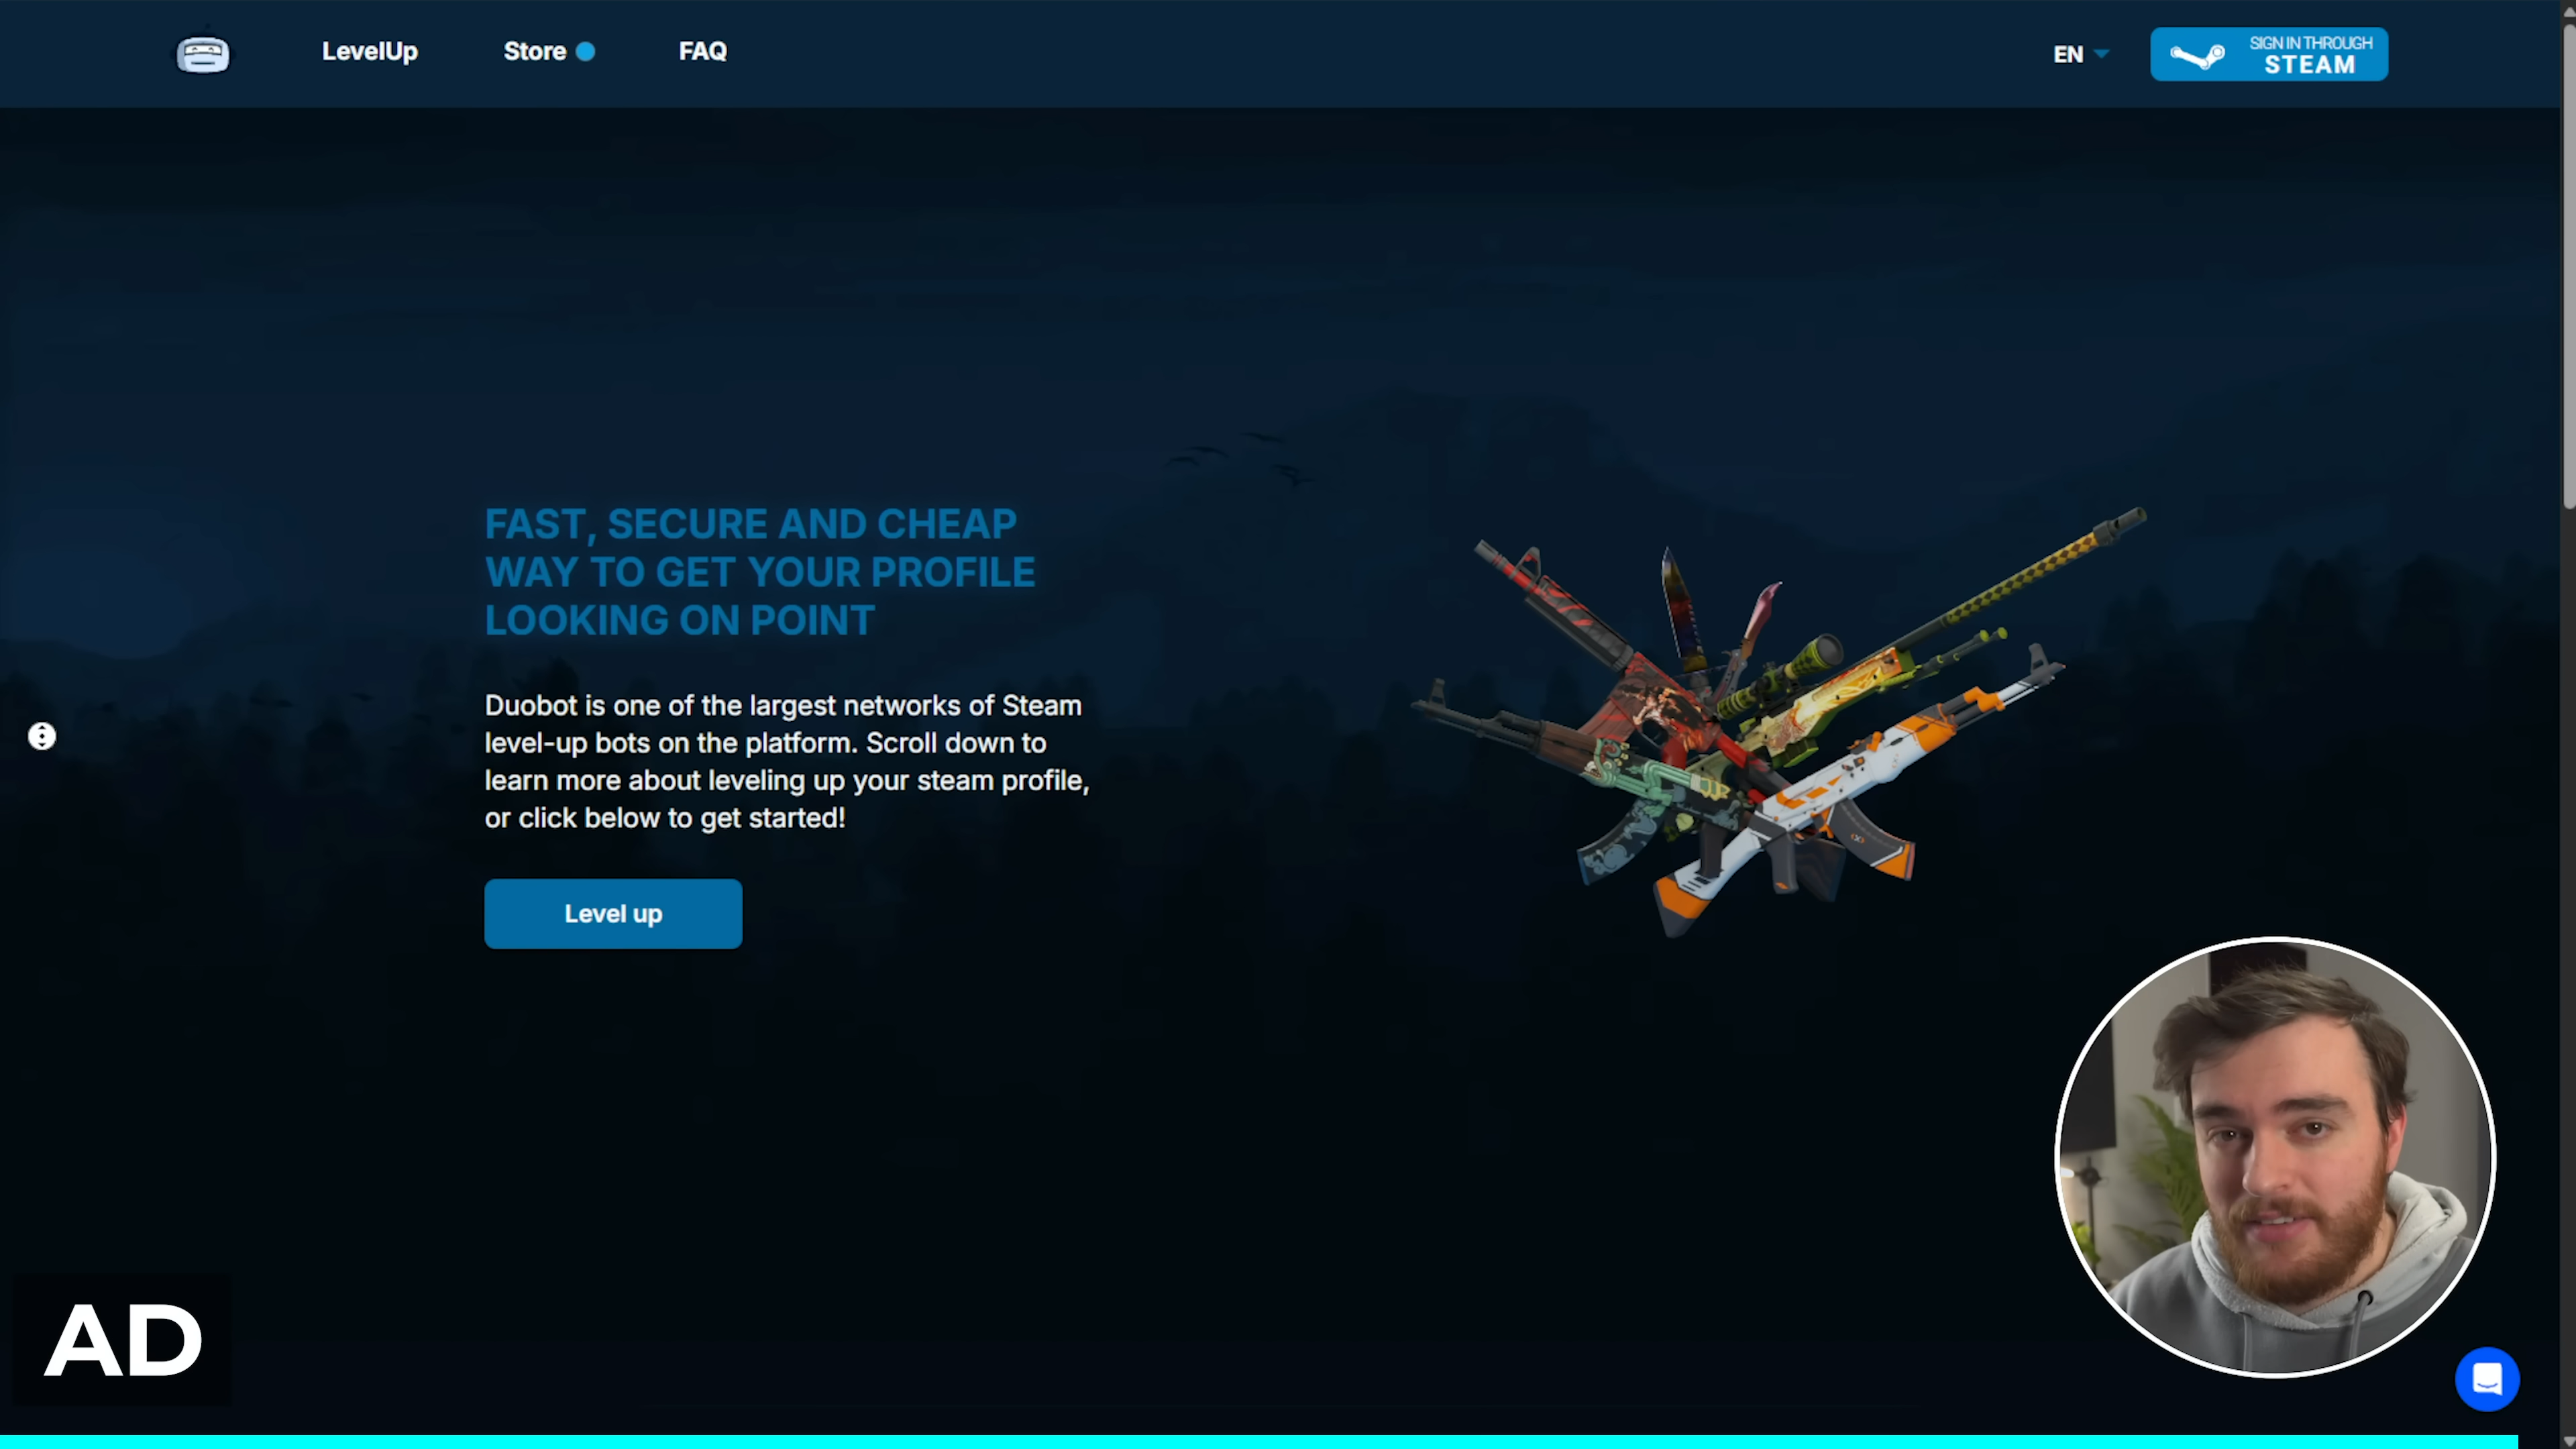 LevelUp
Store
FAQ
EN
SIGN IN THROUGH
STEAM
FAST, SECURE AND CHEAP
WAY TO GET YOUR PROFILE
LOOKING ON POINT
Duobot is one of the largest networks of Steam
level-up bots on the platform. Scroll down to
learn more about leveling up your steam profile,
or click below to get started!
Level up
AD